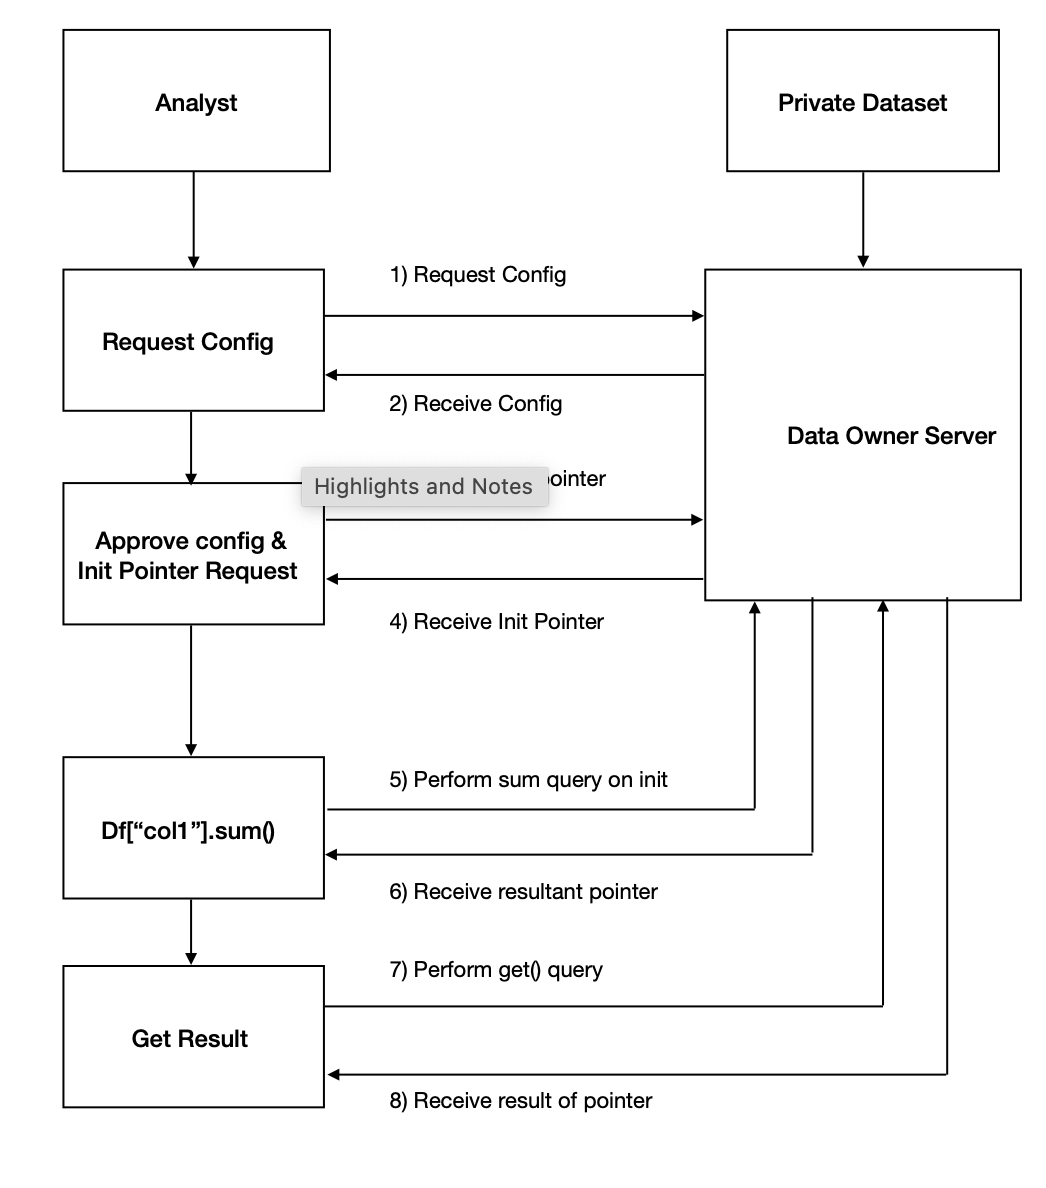 Analyst
Private Dataset
1) Request Config
Request Config
2) Receive Config
Data Owner Server
Highlights and Notes
Approve config &
Init Pointer Request
4) Receive Init Pointer
5) Perform sum query on init
Df[“col1”].sum()
6) Receive resultant pointer
7) Perform get() query
Get Result
8) Receive result of pointer